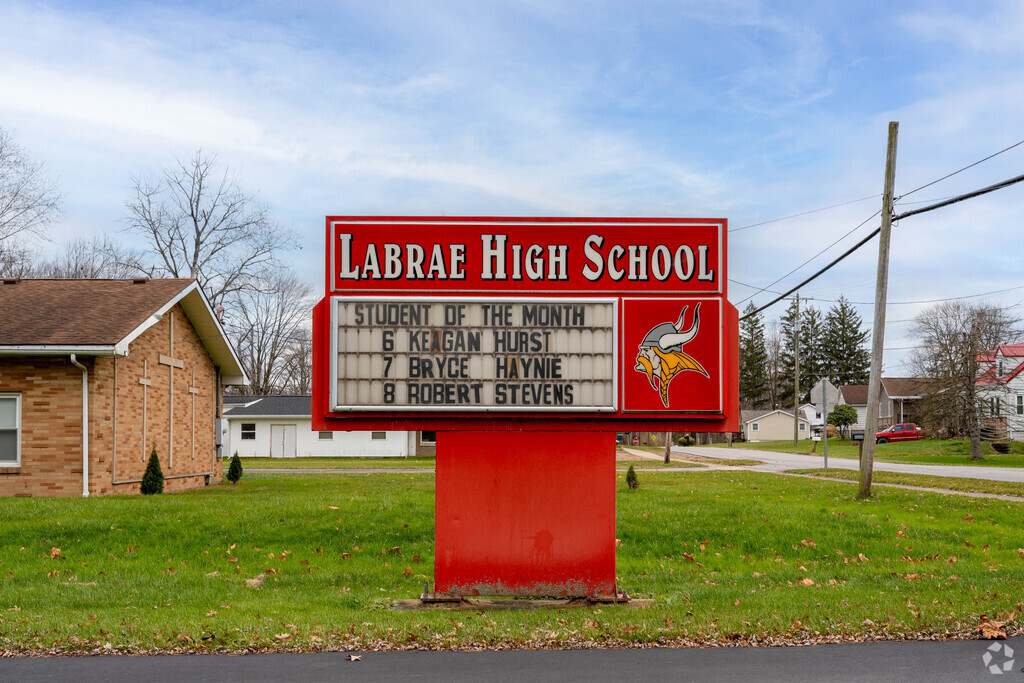 LABRAE HIGH SCHOOL
STUDENT OF THE MONTH
6 KEAGAN HURST
7 BRYCE HAYNIE
8 ROBERT STEVENS